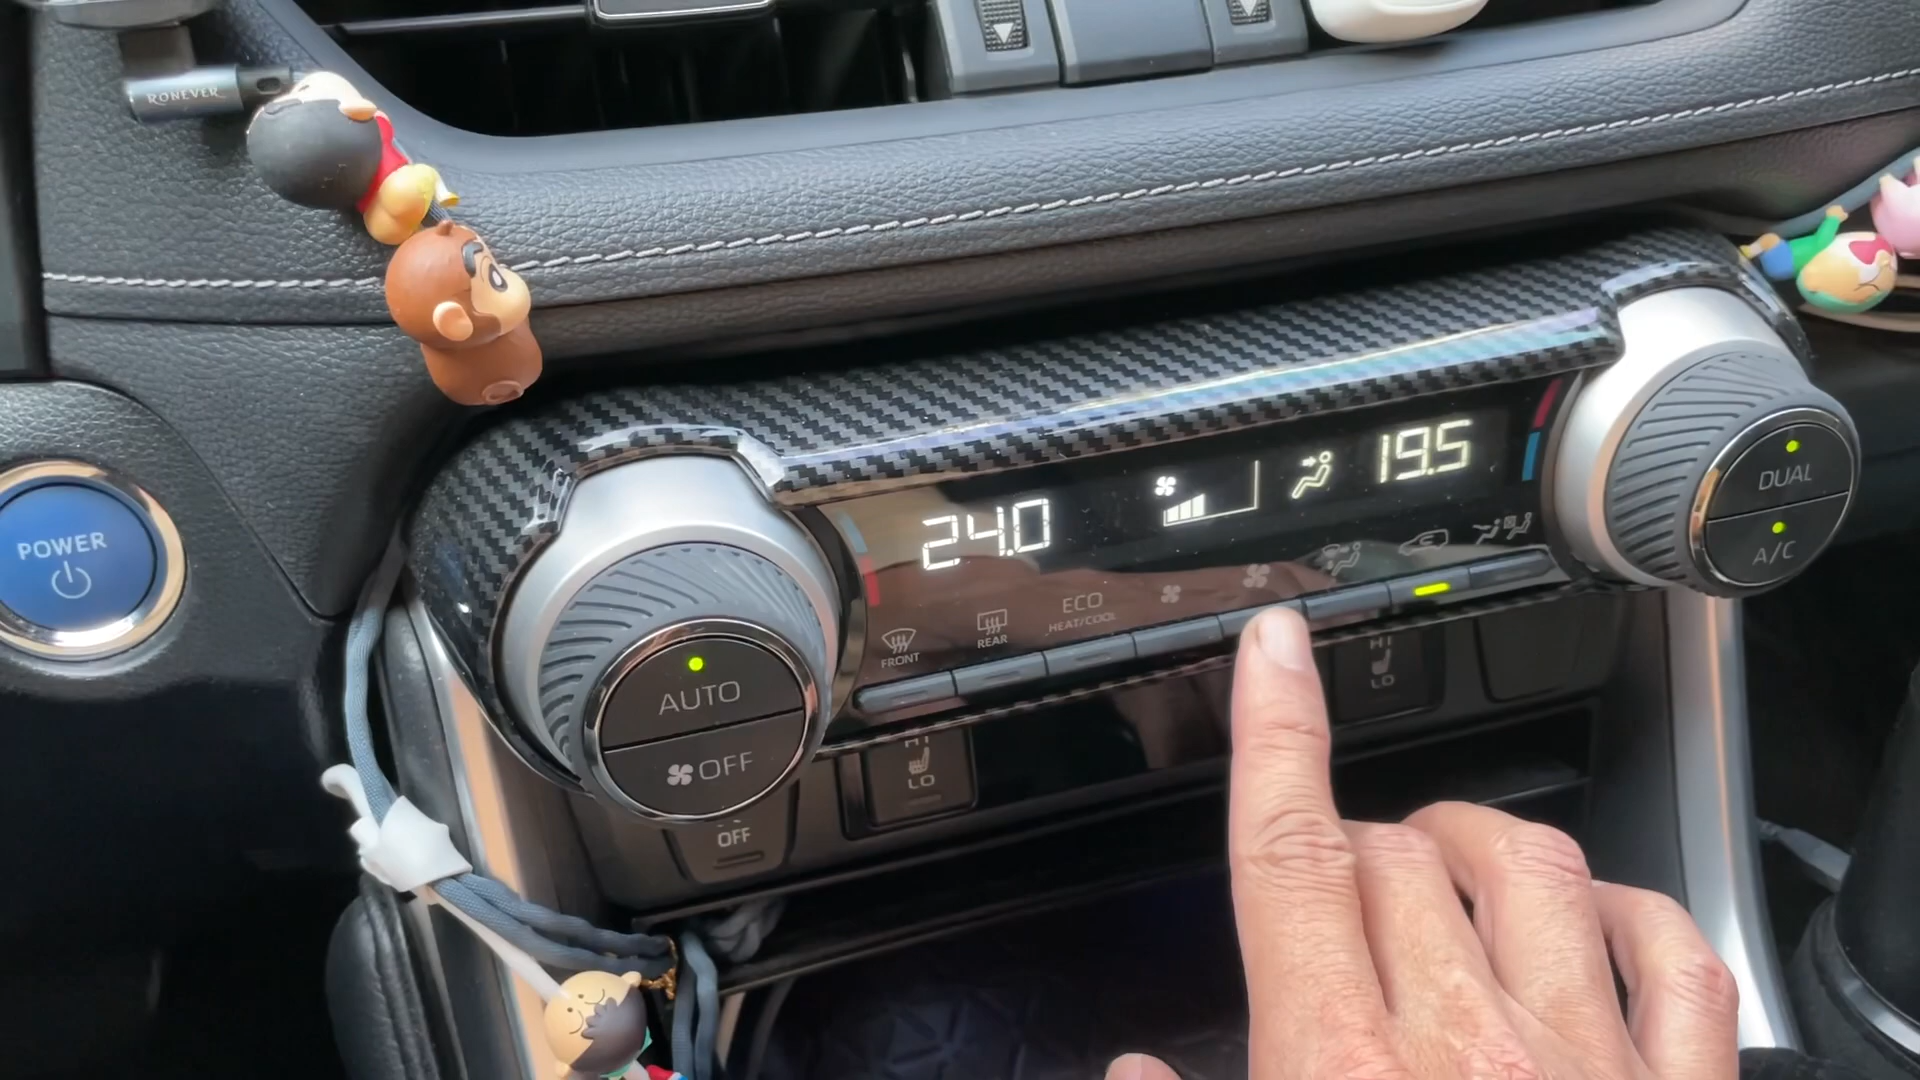 RONEVER
POWER
24.0
19.5
DUAL
A/C
FRONT
REAR
ECO
HEAT/COOL
AUTO
OFF
HI
LO
HI
LO
OFF